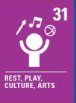 31
REST, PLAY,
CULTURE, ARTS